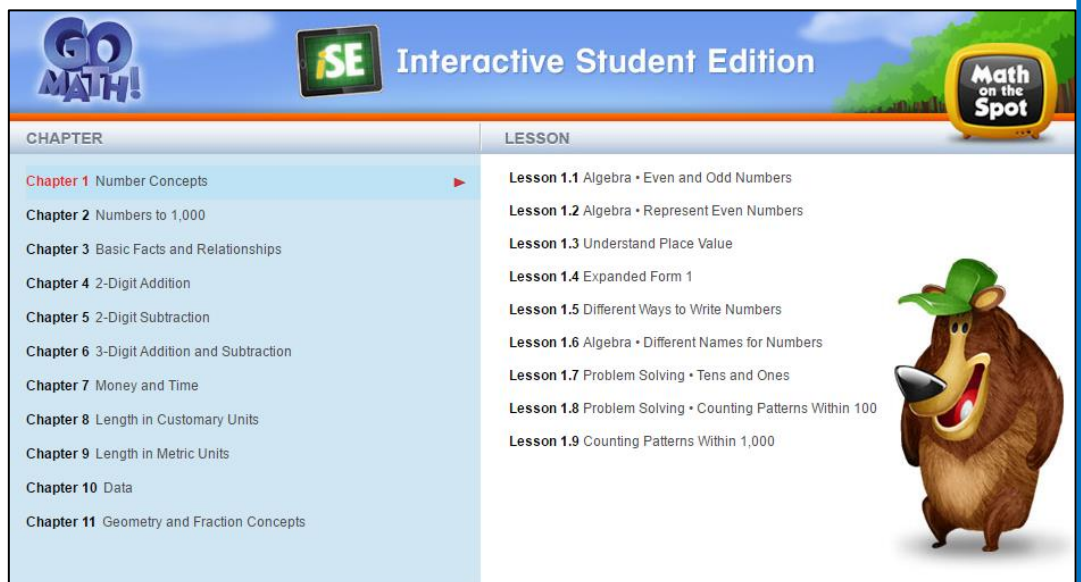 GO MATH!
iSE Interactive Student Edition
Math on the Spot
CHAPTER
Chapter 1 Number Concepts
Chapter 2 Numbers to 1,000
Chapter 3 Basic Facts and Relationships
Chapter 4 2-Digit Addition
Chapter 5 2-Digit Subtraction
Chapter 6 3-Digit Addition and Subtraction
Chapter 7 Money and Time
Chapter 8 Length in Customary Units
Chapter 9 Length in Metric Units
Chapter 10 Data
Chapter 11 Geometry and Fraction Concepts
LESSON
Lesson 1.1 Algebra • Even and Odd Numbers
Lesson 1.2 Algebra • Represent Even Numbers
Lesson 1.3 Understand Place Value
Lesson 1.4 Expanded Form 1
Lesson 1.5 Different Ways to Write Numbers
Lesson 1.6 Algebra • Different Names for Numbers
Lesson 1.7 Problem Solving • Tens and Ones
Lesson 1.8 Problem Solving • Counting Patterns Within 100
Lesson 1.9 Counting Patterns Within 1,000